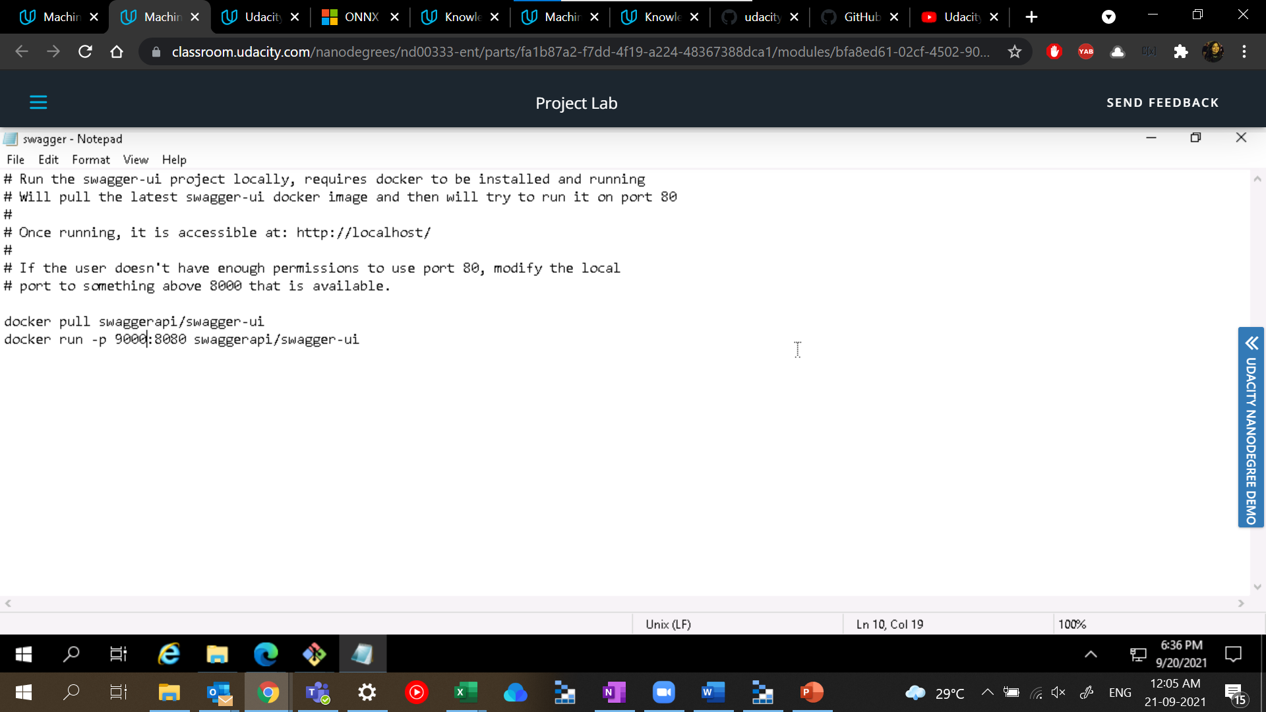 Machin
Machin
Udacity
ONNX
Knowle
Machin
Knowle
udacity
GitHub
Udacity
classroom.udacity.com/nanodegrees/nd00333-ent/parts/fa1b87a2-f7dd-4f19-a224-48367388dca1/modules/bfa8ed61-02cf-4502-90...
YAB
Project Lab
SEND FEEDBACK
swagger - Notepad
File Edit Format View Help
# Run the swagger-ui project locally, requires docker to be installed and running
# Will pull the latest swagger-ui docker image and then will try to run it on port 80
#
# Once running, it is accessible at: http://localhost/
#
# If the user doesn't have enough permissions to use port 80, modify the local
# port to something above 8000 that is available.
docker pull swaggerapi/swagger-ui
docker run -p 9000:8080 swaggerapi/swagger-ui
UDACITY NANODEGREE DEMO
Unix (LF)
Ln 10, Col 19
100%
6:36 PM
9/20/2021
29°C
ENG
12:05 AM
21-09-2021
15